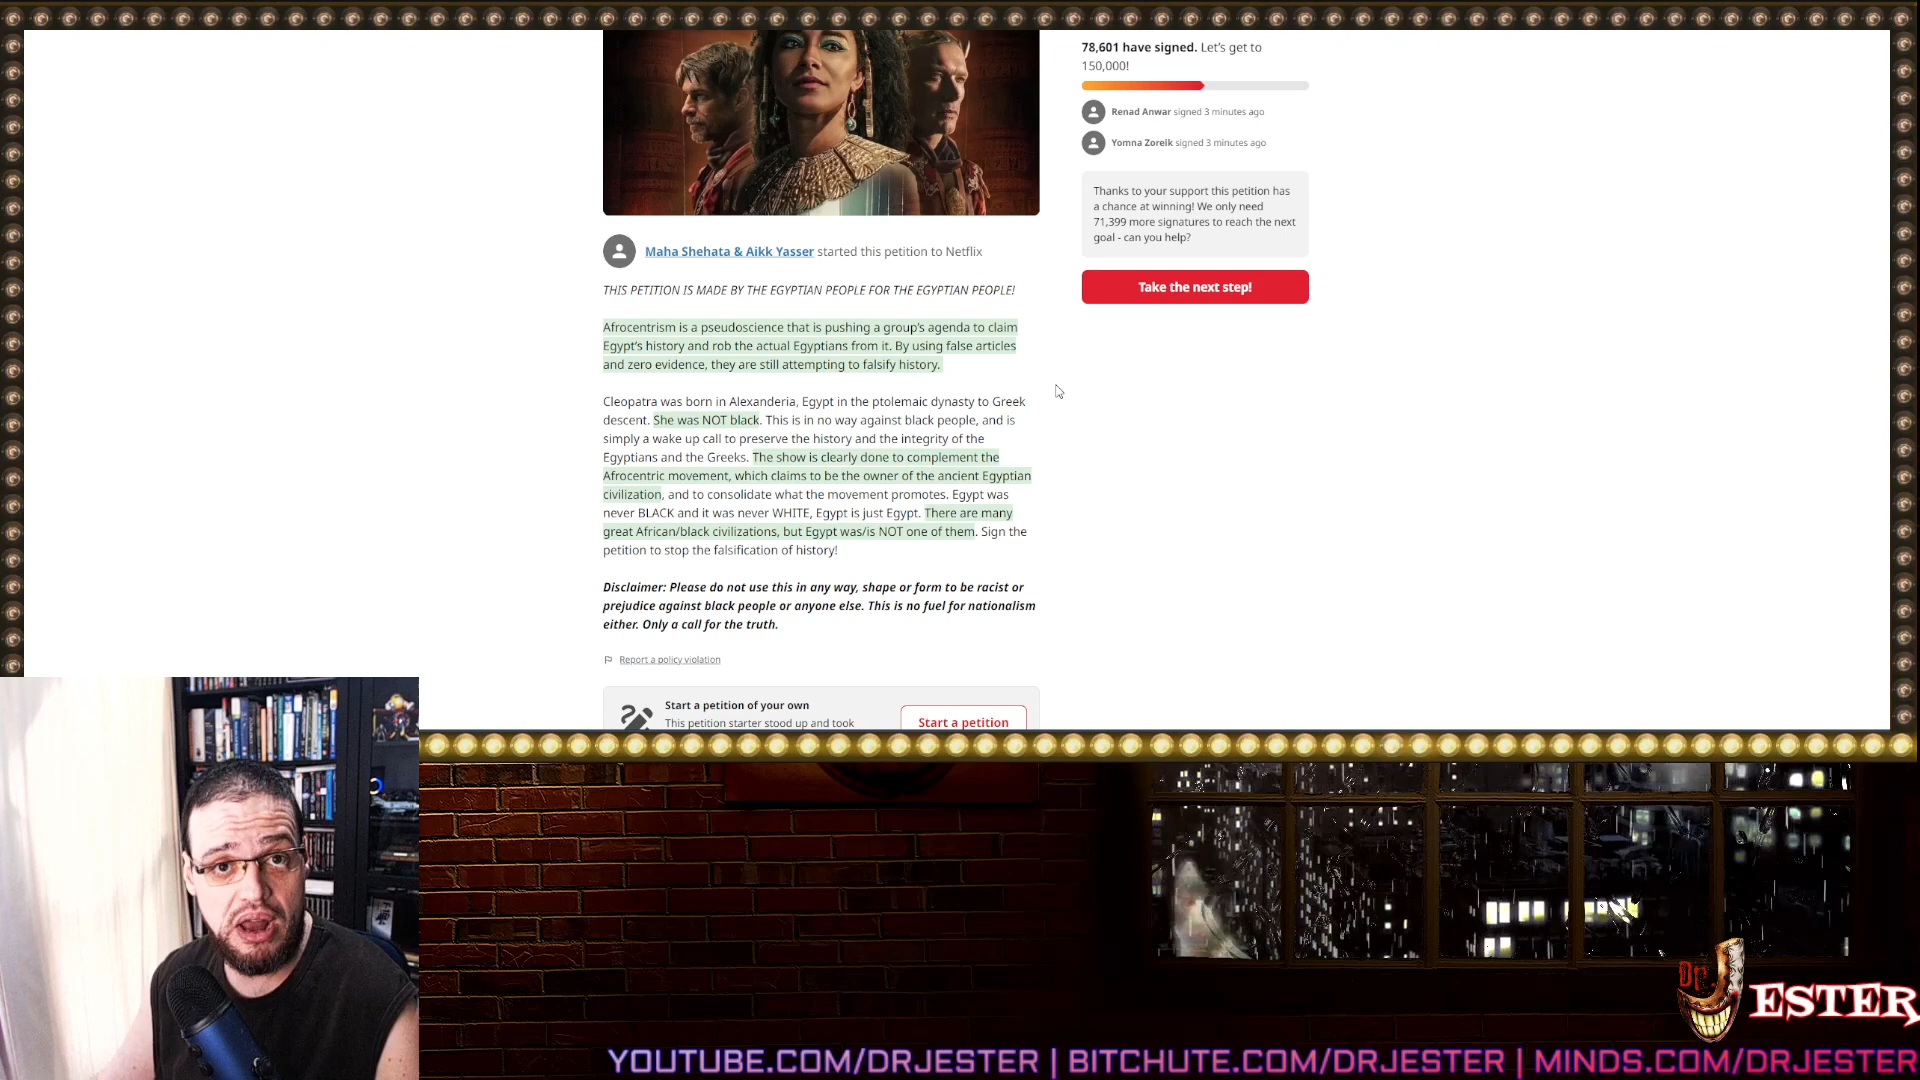 78,601 have signed. Let's get to
150,000!
Renad Anwar signed 3 minutes ago
Yomna Zoreik signed 3 minutes ago
Thanks to your support this petition has
a chance at winning! We only need
71,399 more signatures to reach the next
goal - can you help?
Take the next step!
Maha Shehata & Aikk Yasser started this petition to Netflix
THIS PETITION IS MADE BY THE EGYPTIAN PEOPLE FOR THE EGYPTIAN PEOPLE!
Afrocentrism is a pseudoscience that is pushing a group's agenda to claim
Egypt's history and rob the actual Egyptians from it. By using false articles
and zero evidence, they are still attempting to falsify history.
Cleopatra was born in Alexanderia, Egypt in the ptolemaic dynasty to Greek
descent. She was NOT black. This is in no way against black people, and is
simply a wake up call to preserve the history and the integrity of the
Egyptians and the Greeks. The show is clearly done to complement the
Afrocentric movement, which claims to be the owner of the ancient Egyptian
civilization, and to consolidate what the movement promotes. Egypt was
never BLACK and it was never WHITE, Egypt is just Egypt. There are many
great African/black civilizations, but Egypt was/is NOT one of them. Sign the
petition to stop the falsification of history!
Disclaimer: Please do not use this in any way, shape or form to be racist or
prejudice against black people or anyone else. This is no fuel for nationalism
either. Only a call for the truth.
Report a policy violation
Start a petition of your own
This petition starter stood up and took
Start a petition
Dr. JESTER
YOUTUBE.COM/DRJESTER | BITCHUTE.COM/DRJESTER | MINDS.COM/DRJESTER